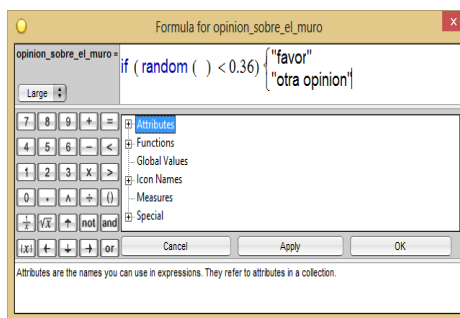 Formula for opinion_sobre_el_muro
x
opinion_sobre_el_muro =
if ( random ( ) < 0.36) { "favor"
"otra opinion"
Large
7 8 9 + =
4 5 6 − <
1 2 3 x >
0 . ∧ ÷ ()
√x ↑ not and
|x| ← ↓ → or
Attributes
Functions
Global Values
Icon Names
Measures
Special
Cancel Apply OK
Attributes are the names you can use in expressions. They refer to attributes in a collection.